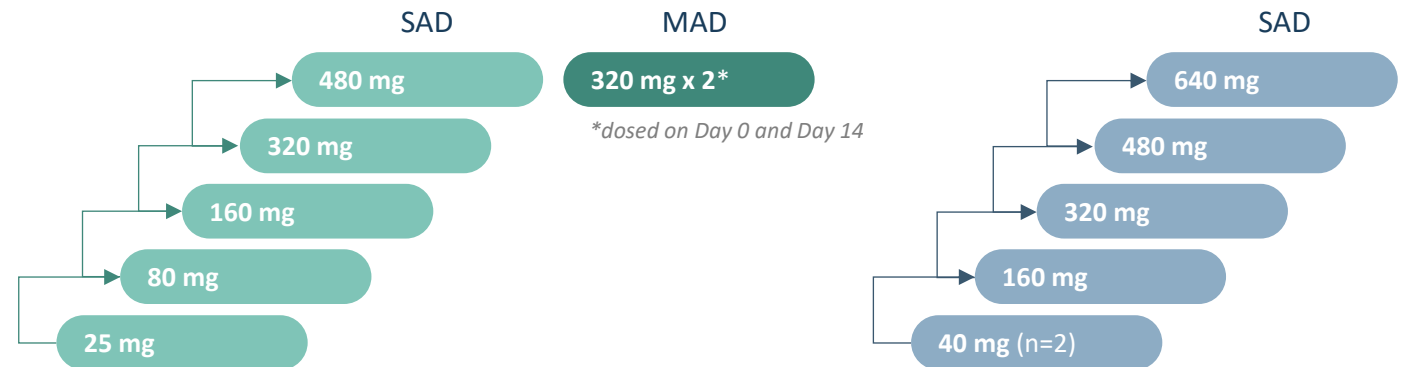 SAD
MAD
SAD
480 mg
320 mg x 2*
640 mg
*dosed on Day 0 and Day 14
320 mg
480 mg
160 mg
320 mg
80 mg
160 mg
25 mg
40 mg (n=2)